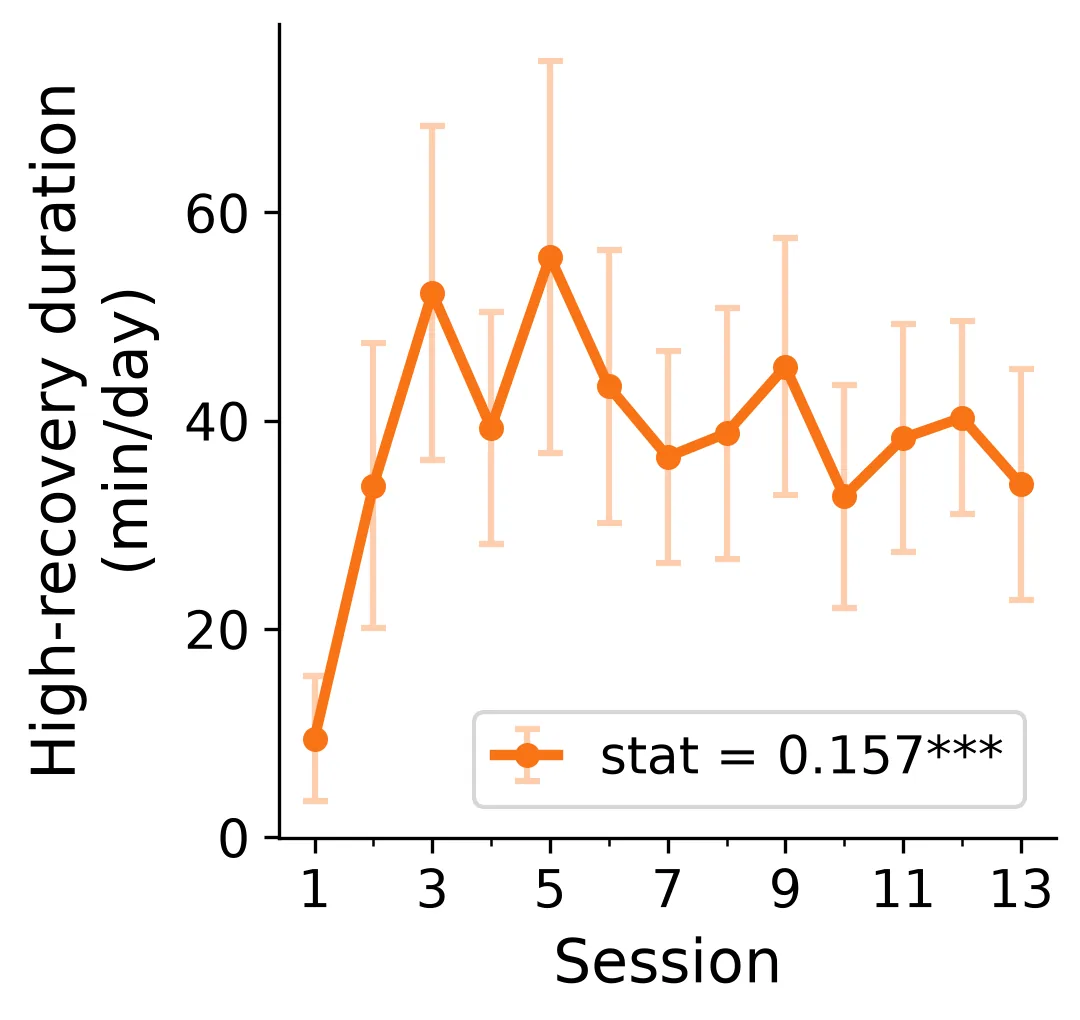 High-recovery duration
(min/day)
60
40
20
0
stat = 0.157***
1 3 5 7 9 11 13
Session